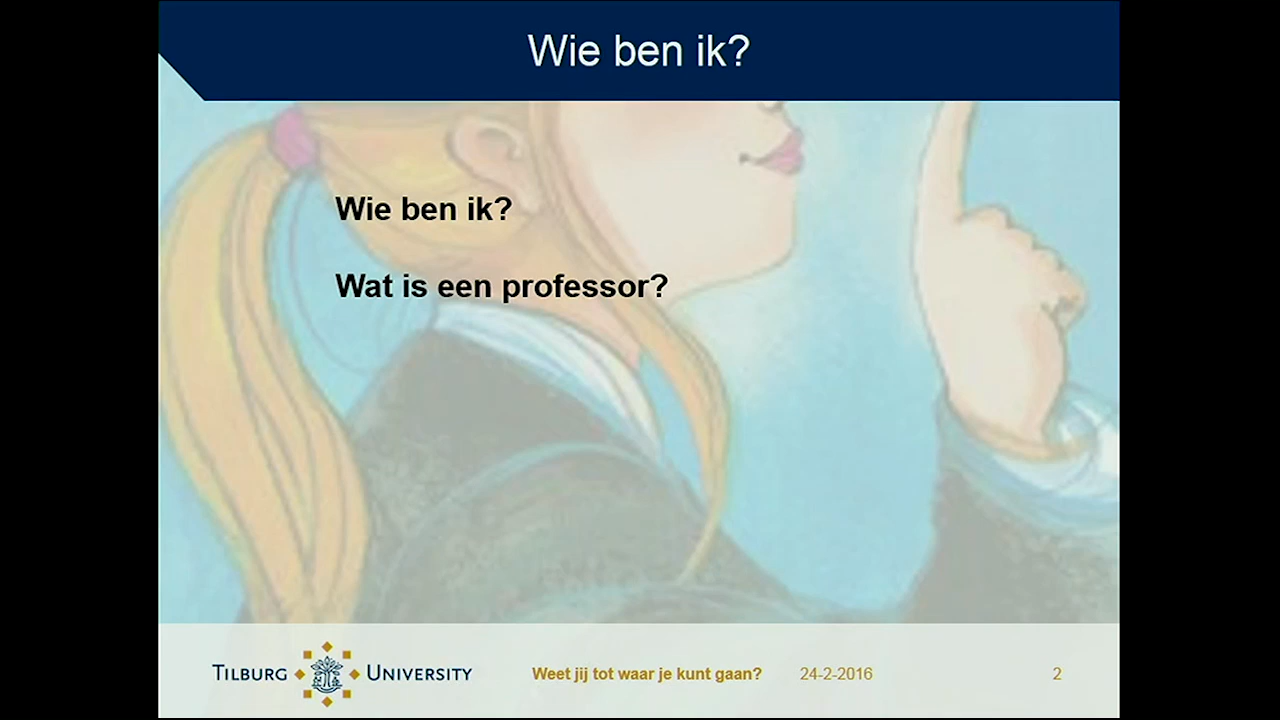 Wie ben ik?
Wie ben ik?
Wat is een professor?
TILBURG UNIVERSITY
Weet jij tot waar je kunt gaan?
24-2-2016
2